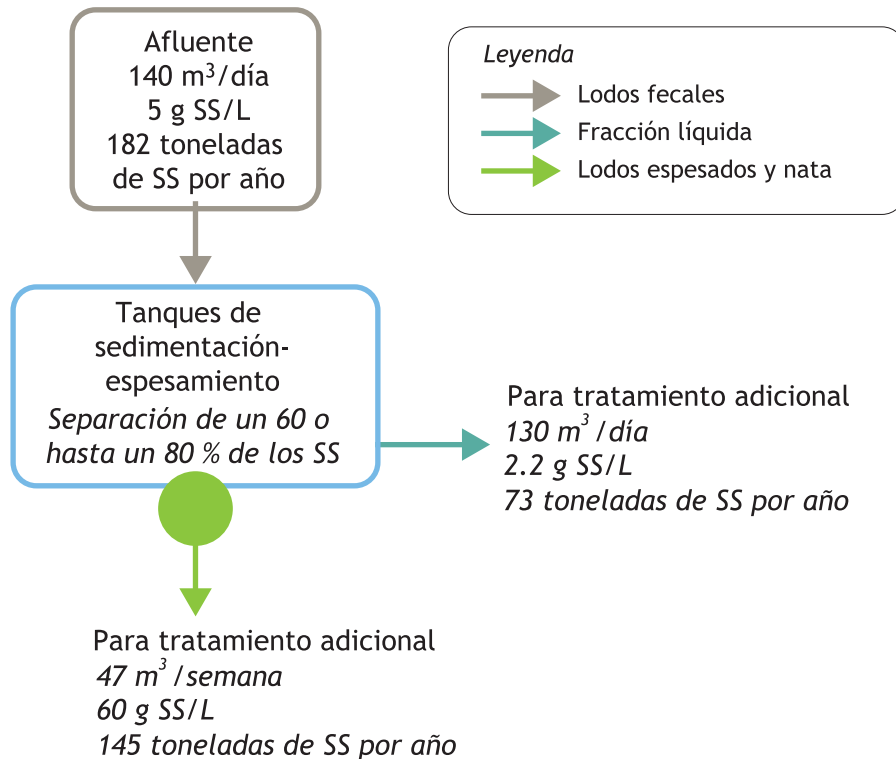 Afluente
140 m³/día
5 g SS/L
182 toneladas
de SS por año
Leyenda
Lodos fecales
Fracción líquida
Lodos espesados y nata
Tanques de
sedimentación-
espesamiento
Separación de un 60 o
hasta un 80 % de los SS
Para tratamiento adicional
130 m³/día
2.2 g SS/L
73 toneladas de SS por año
Para tratamiento adicional
47 m³/semana
60 g SS/L
145 toneladas de SS por año